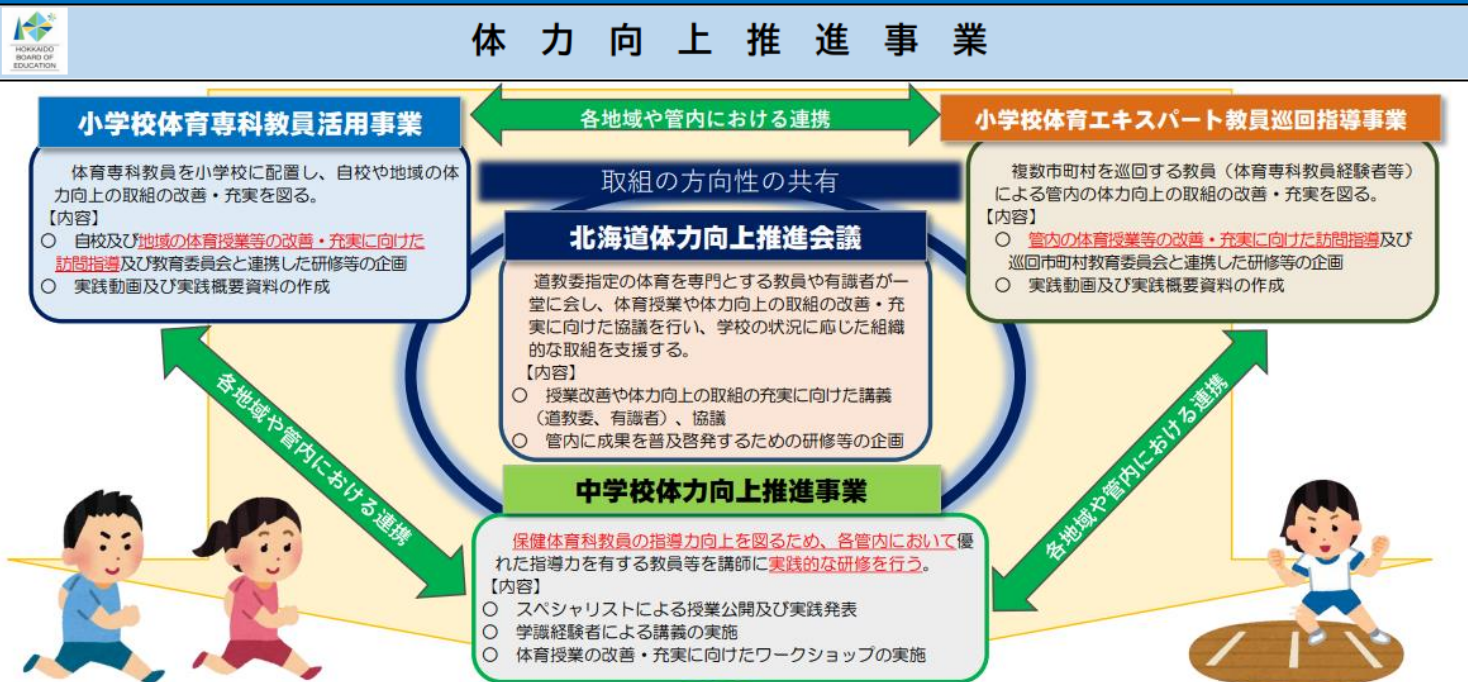 HOKKAIDO
BOARD OF
EDUCATION
体力向上推進事業
小学校体育専科教員活用事業
体育専科教員を小学校に配置し、自校や地域の体
力向上の取組の改善・充実を図る。
【内容】
○ 自校及び地域の体育授業等の改善・充実に向けた
訪問指導及び教育委員会と連携した研修等の企画
○ 実践動画及び実践概要資料の作成
各地域や管内における連携
小学校体育エキスパート教員巡回指導事業
複数市町村を巡回する教員（体育専科教員経験者等）
による管内の体力向上の取組の改善・充実を図る。
【内容】
○ 管内の体育授業等の改善・充実に向けた訪問指導及び
巡回市町村教育委員会と連携した研修等の企画
○ 実践動画及び実践概要資料の作成
取組の方向性の共有
北海道体力向上推進会議
道教委指定の体育を専門とする教員や有識者が一
堂に会し、体育授業や体力向上の取組の改善・充
実に向けた協議を行い、学校の状況に応じた組織
的な取組を支援する。
【内容】
○ 授業改善や体力向上の取組の充実に向けた講義
（道教委、有識者）、協議
○ 管内に成果を普及啓発するための研修等の企画
各地域や管内における連携
各地域や管内における連携
中学校体力向上推進事業
保健体育科教員の指導力向上を図るため、各管内において優
れた指導力を有する教員等を講師に実践的な研修を行う。
【内容】
○ スペシャリストによる授業公開及び実践発表
○ 学識経験者による講義の実施
○ 体育授業の改善・充実に向けたワークショップの実施